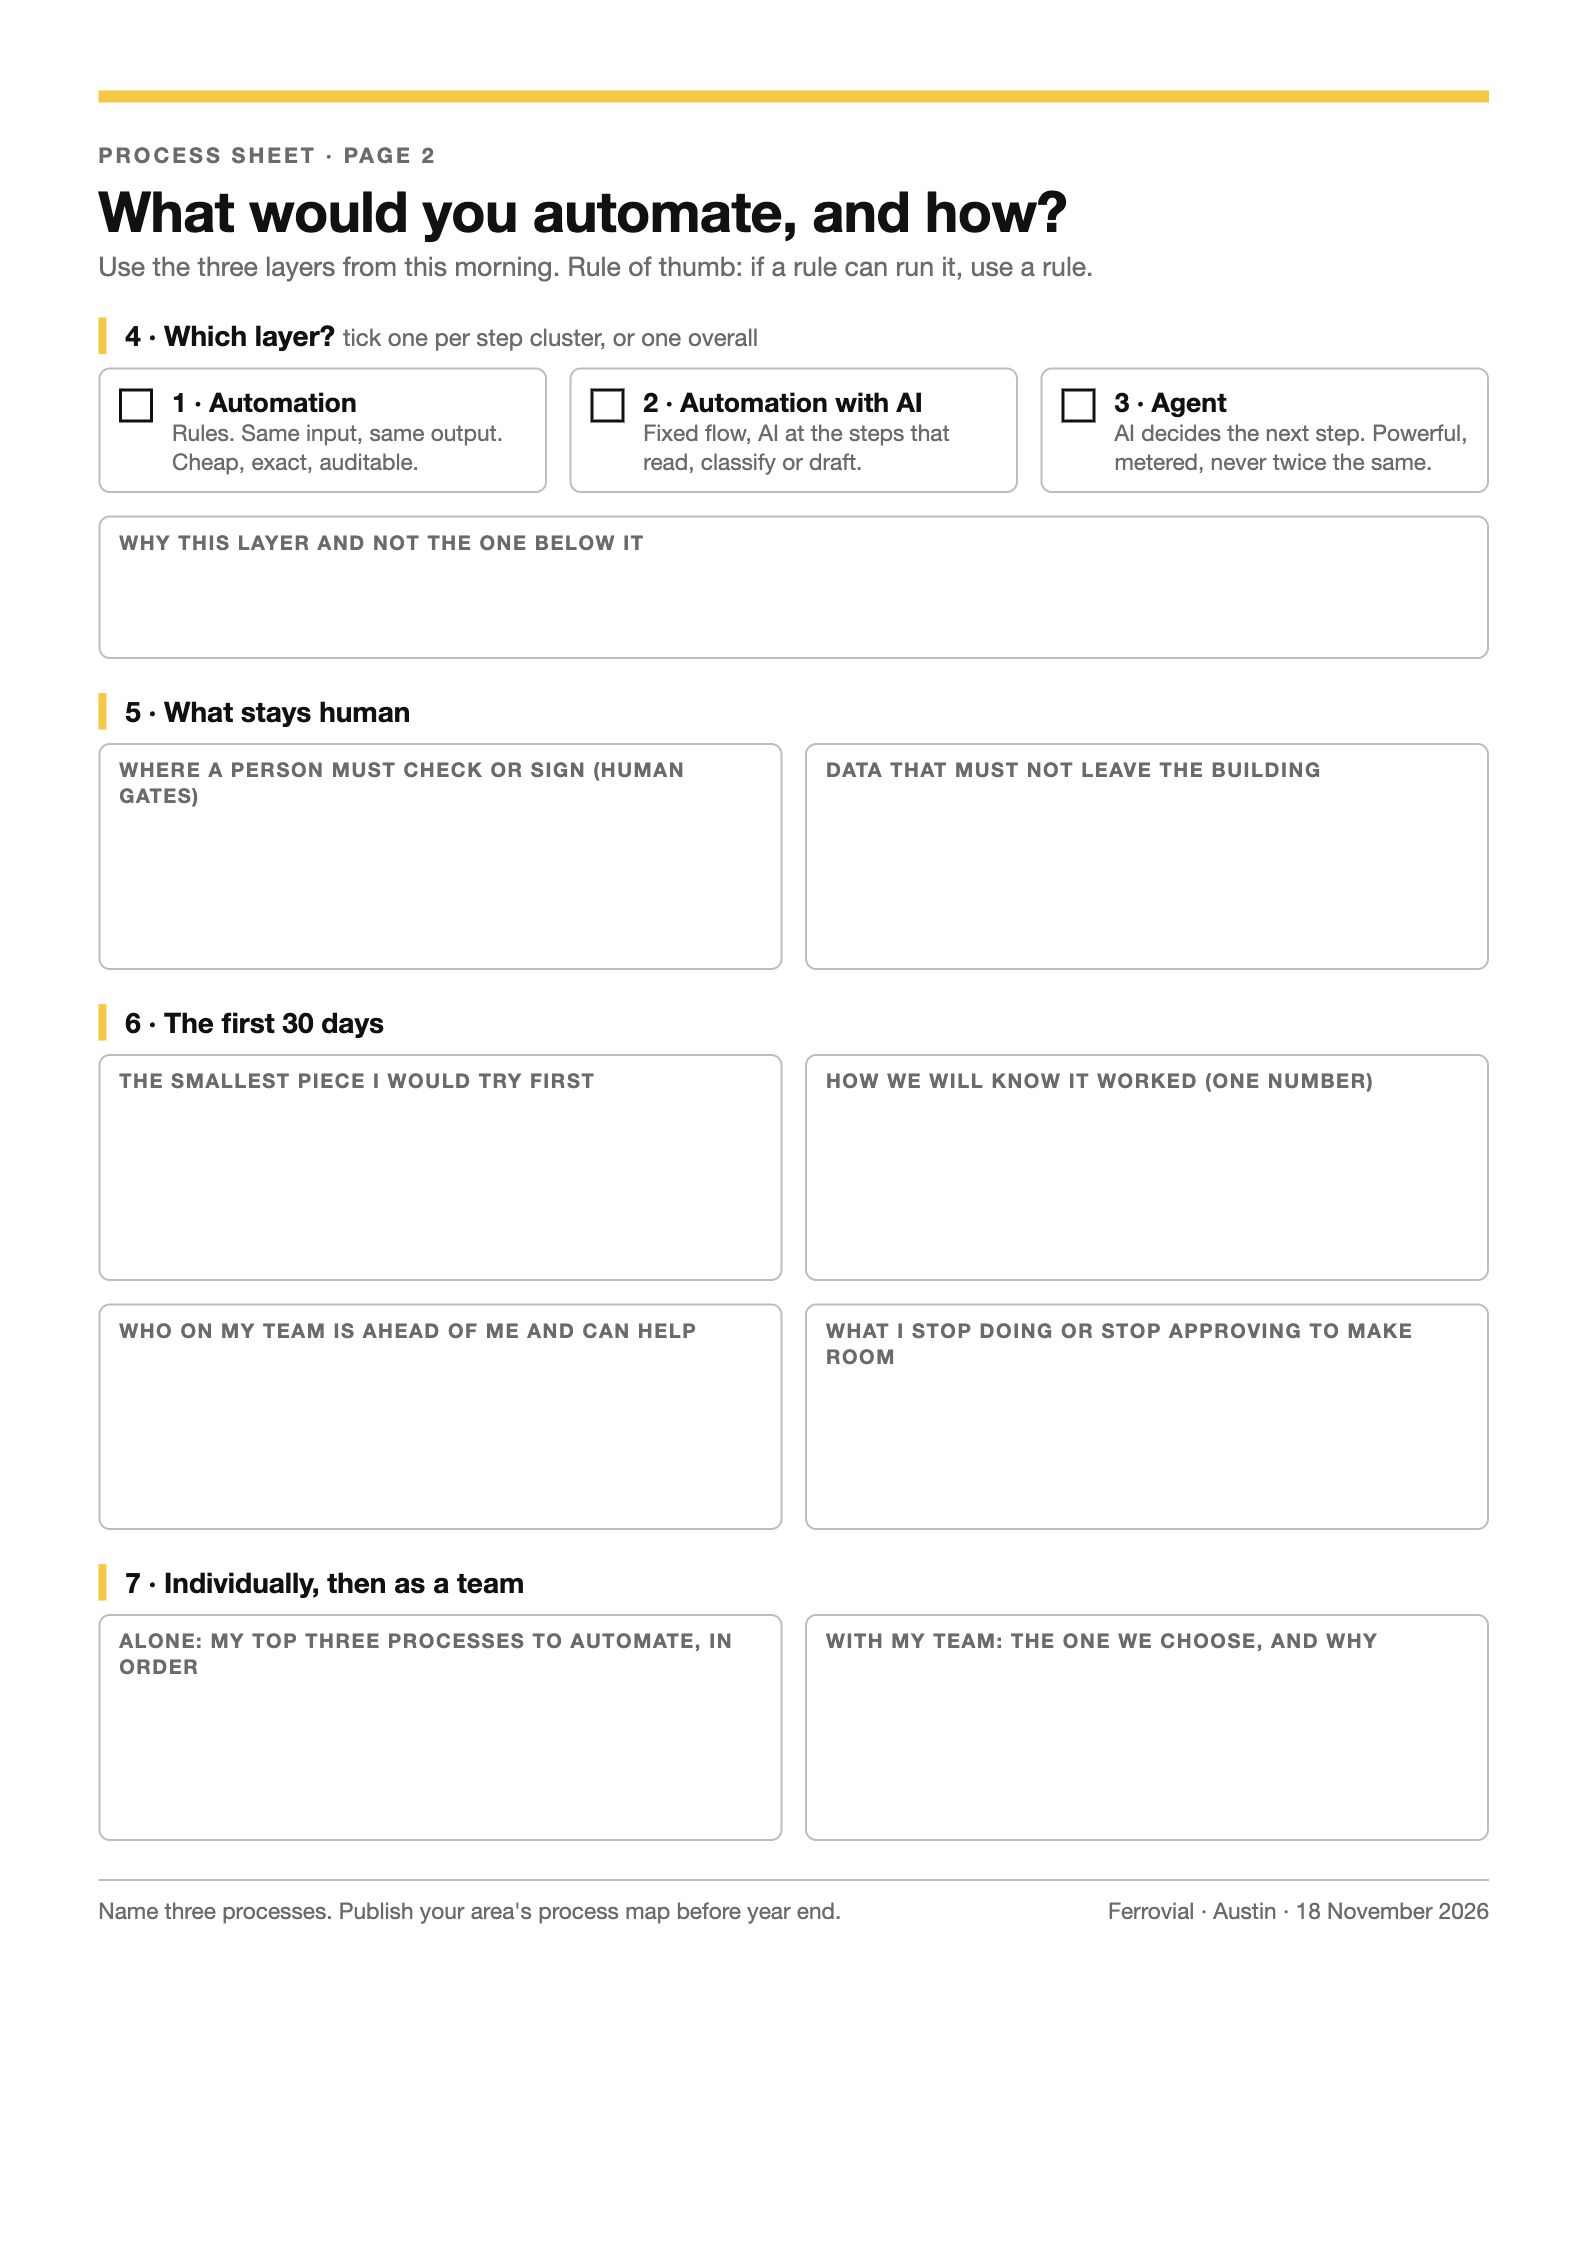 PROCESS SHEET · PAGE 2
What would you automate, and how?
Use the three layers from this morning. Rule of thumb: if a rule can run it, use a rule.
4 · Which layer? tick one per step cluster, or one overall
1 · Automation
Rules. Same input, same output.
Cheap, exact, auditable.
2 · Automation with AI
Fixed flow, AI at the steps that
read, classify or draft.
3 · Agent
AI decides the next step. Powerful,
metered, never twice the same.
WHY THIS LAYER AND NOT THE ONE BELOW IT
5 · What stays human
WHERE A PERSON MUST CHECK OR SIGN (HUMAN
GATES)
DATA THAT MUST NOT LEAVE THE BUILDING
6 · The first 30 days
THE SMALLEST PIECE I WOULD TRY FIRST
HOW WE WILL KNOW IT WORKED (ONE NUMBER)
WHO ON MY TEAM IS AHEAD OF ME AND CAN HELP
WHAT I STOP DOING OR STOP APPROVING TO MAKE
ROOM
7 · Individually, then as a team
ALONE: MY TOP THREE PROCESSES TO AUTOMATE, IN
ORDER
WITH MY TEAM: THE ONE WE CHOOSE, AND WHY
Name three processes. Publish your area's process map before year end.
Ferrovial · Austin · 18 November 2026